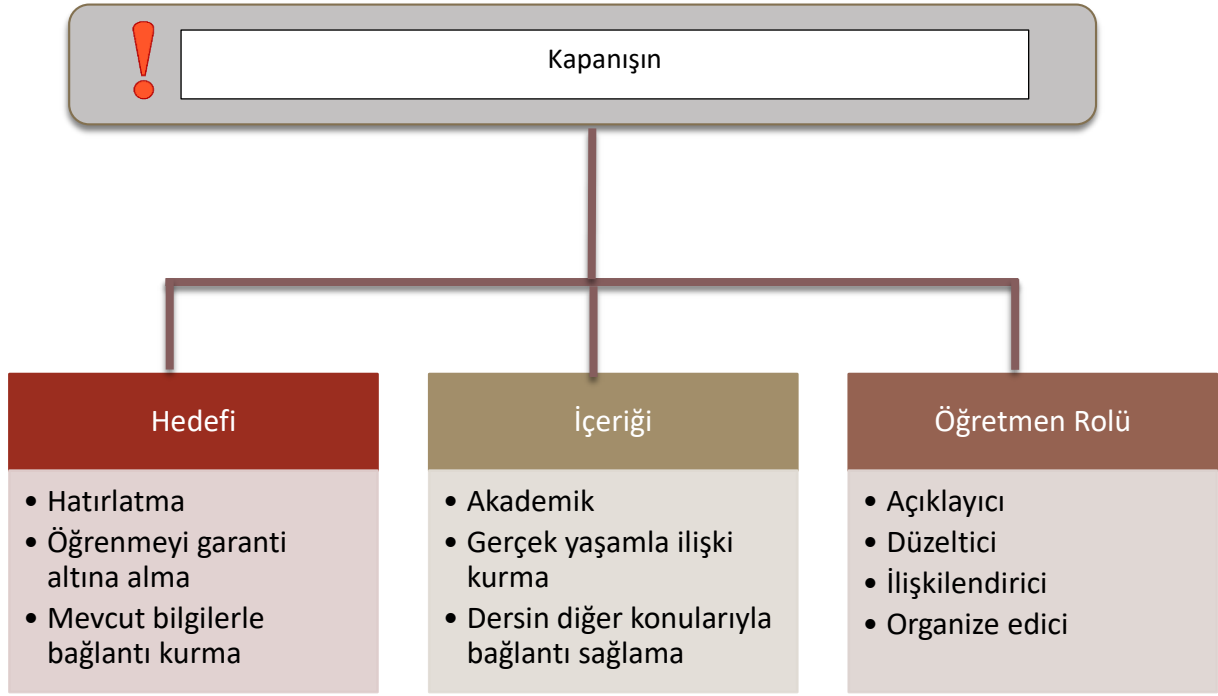 Kapanışın
Hedefi
• Hatırlatma
• Öğrenmeyi garanti
altına alma
• Mevcut bilgilerle
bağlantı kurma
İçeriği
• Akademik
• Gerçek yaşamla ilişki
kurma
• Dersin diğer konularıyla
bağlantı sağlama
Öğretmen Rolü
• Açıklayıcı
• Düzeltici
• İlişkilendirici
• Organize edici